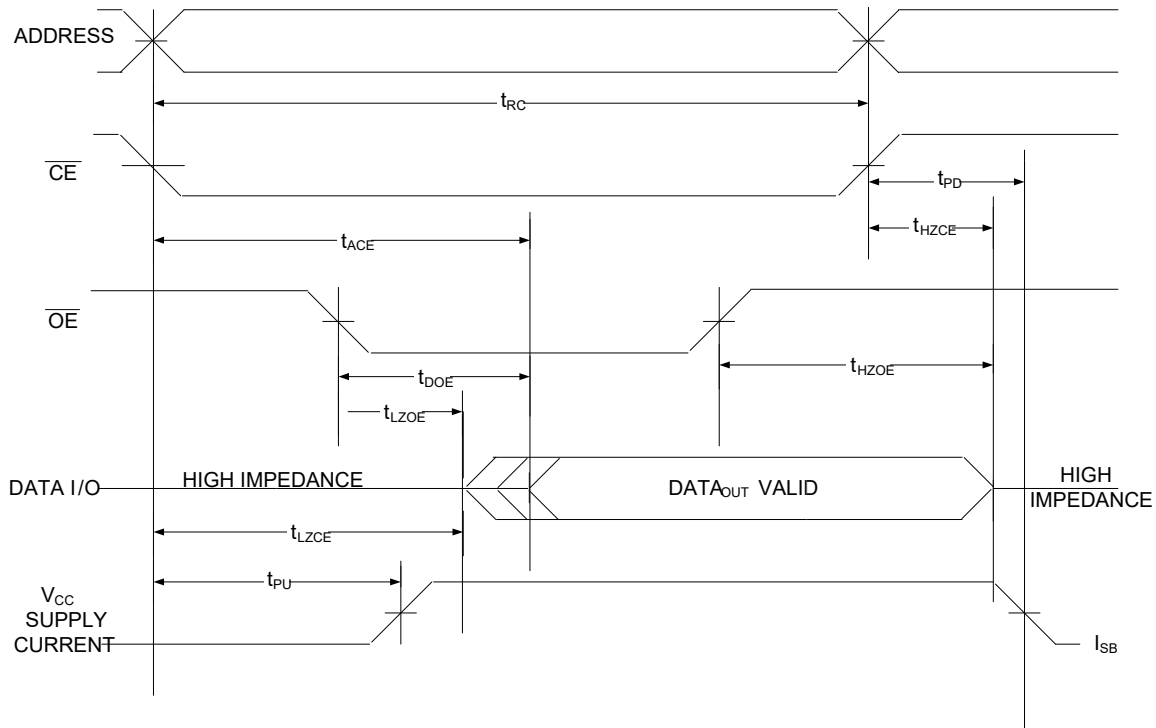 ADDRESS
tRC
CE
tPD
tHZCE
tACE
OE
tDOE
tHZOE
tLZOE
DATA I/O
HIGH IMPEDANCE
DATAOUT VALID
HIGH
IMPEDANCE
tLZCE
tPU
VCC
SUPPLY
CURRENT
ISB